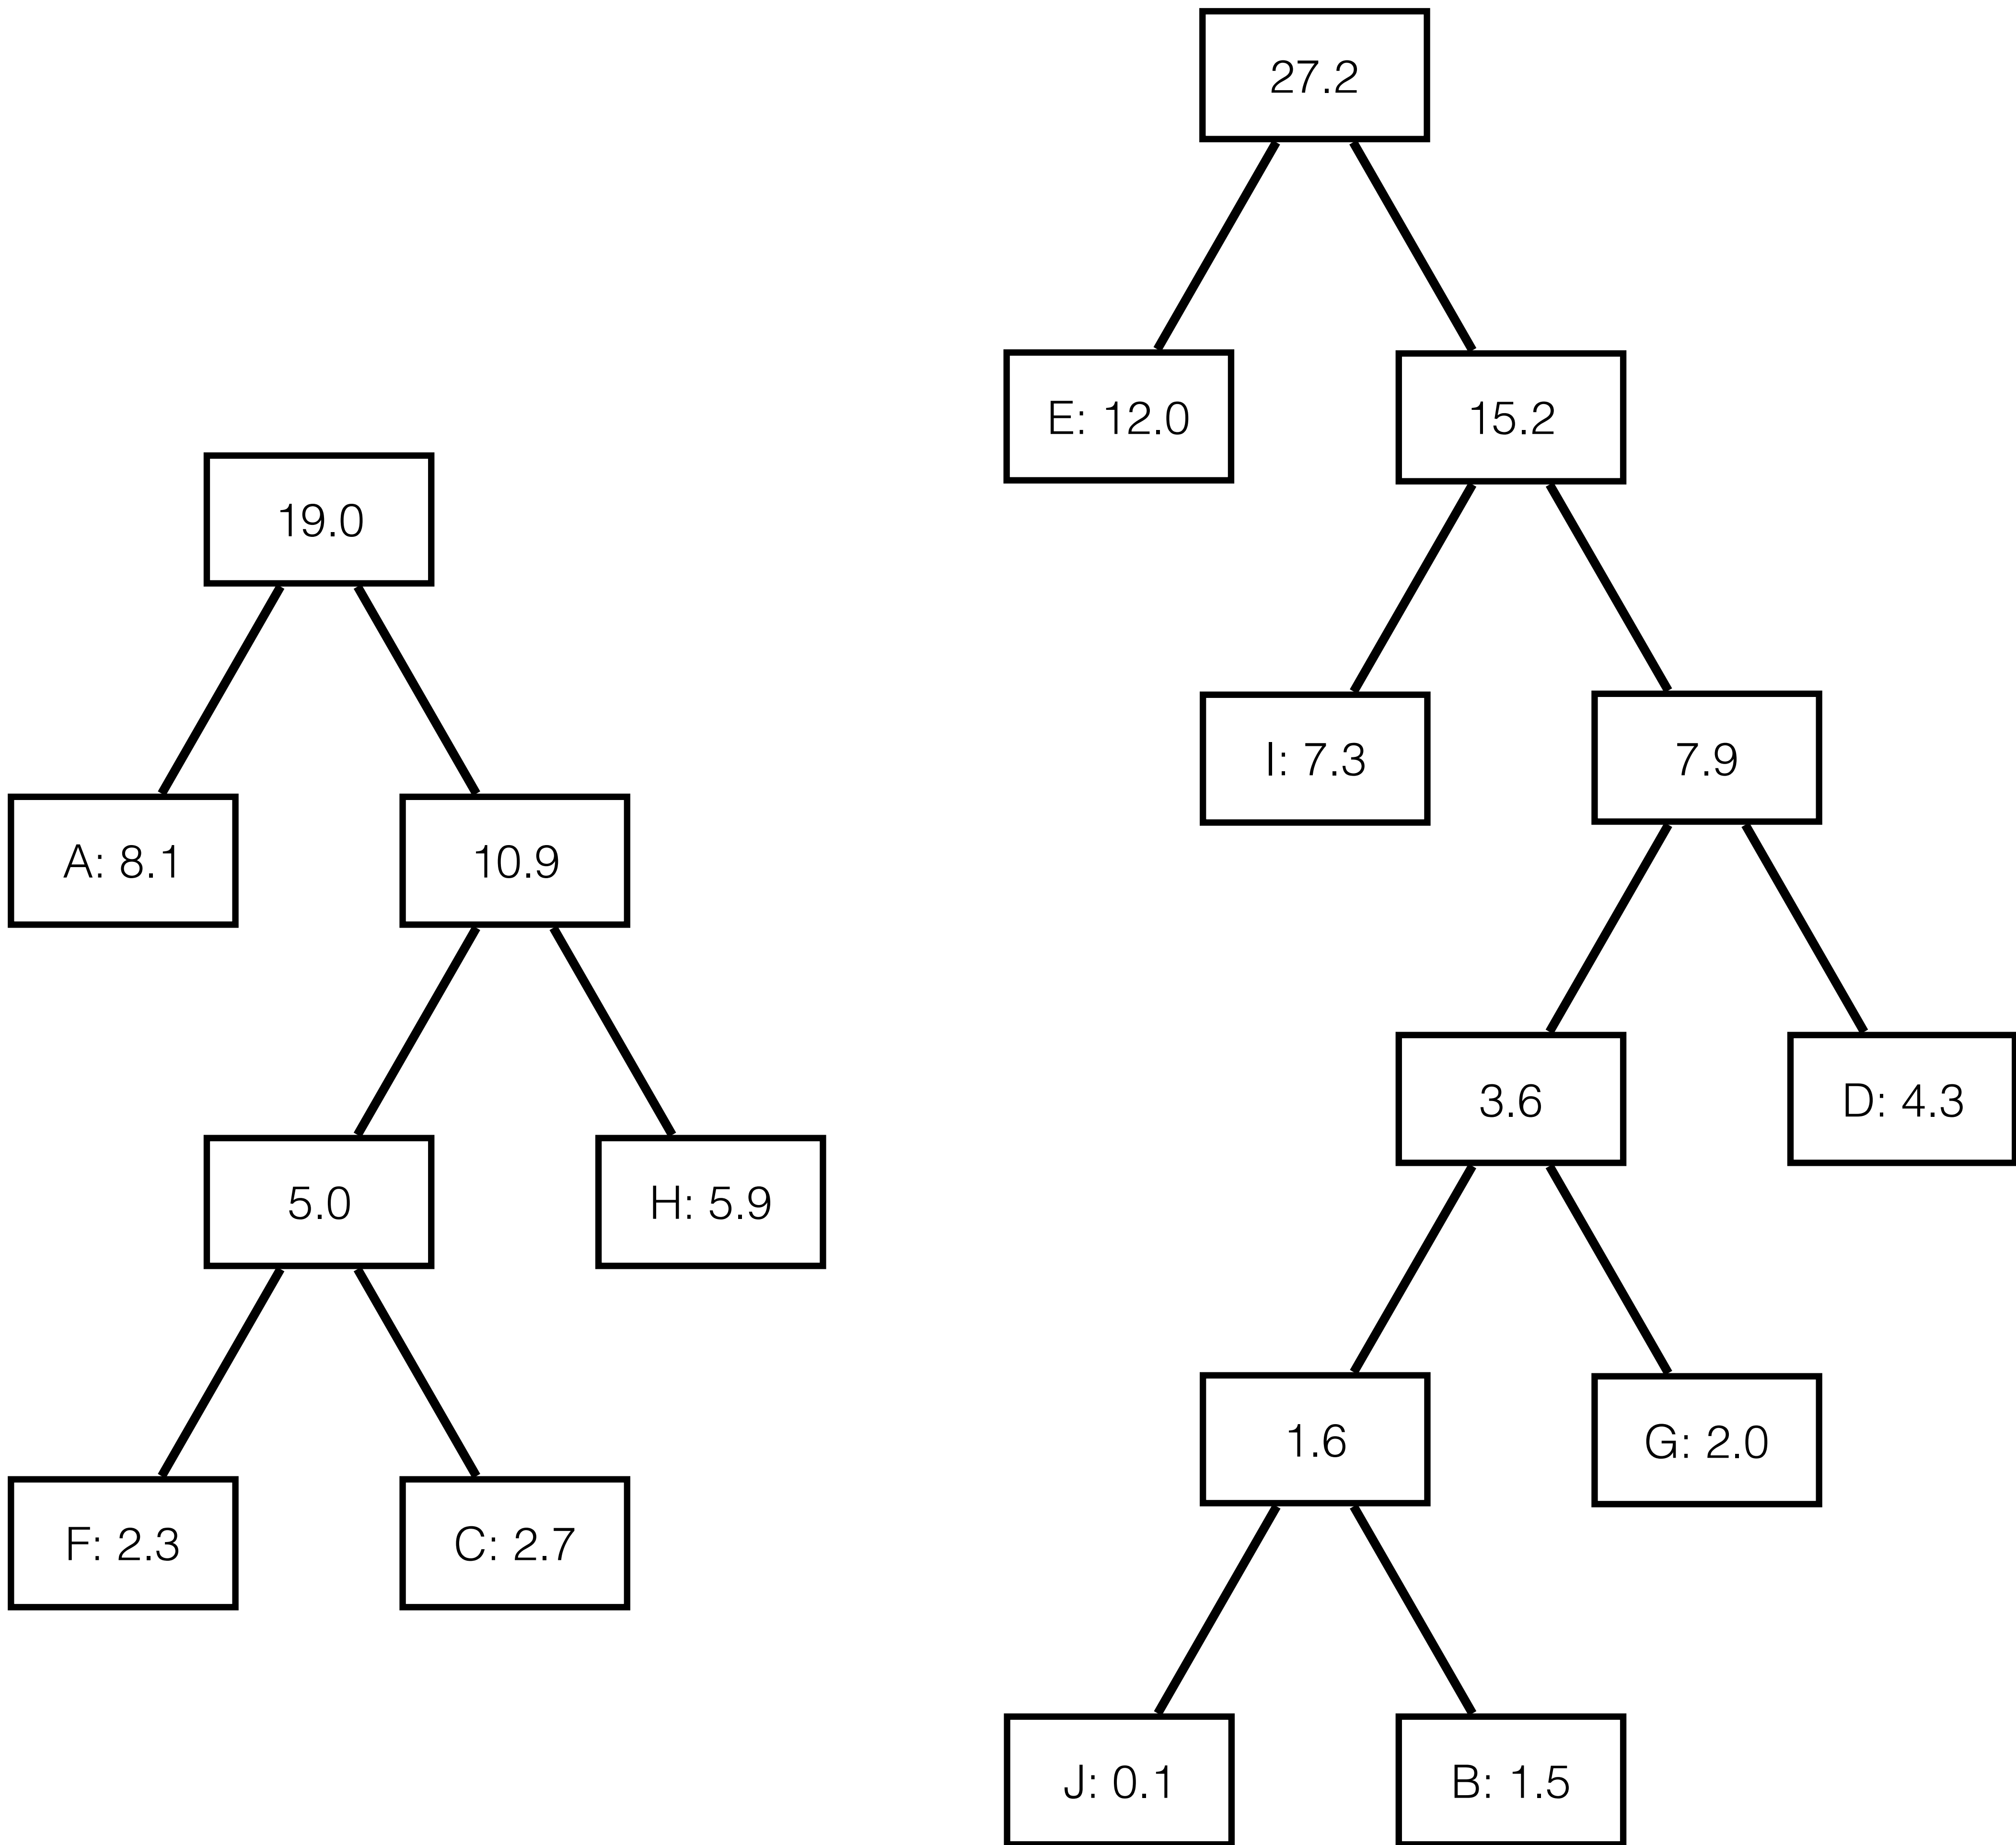 27.2
E: 12.0
15.2
19.0
I: 7.3
7.9
A: 8.1
10.9
3.6
D: 4.3
5.0
H: 5.9
1.6
G: 2.0
F: 2.3
C: 2.7
J: 0.1
B: 1.5